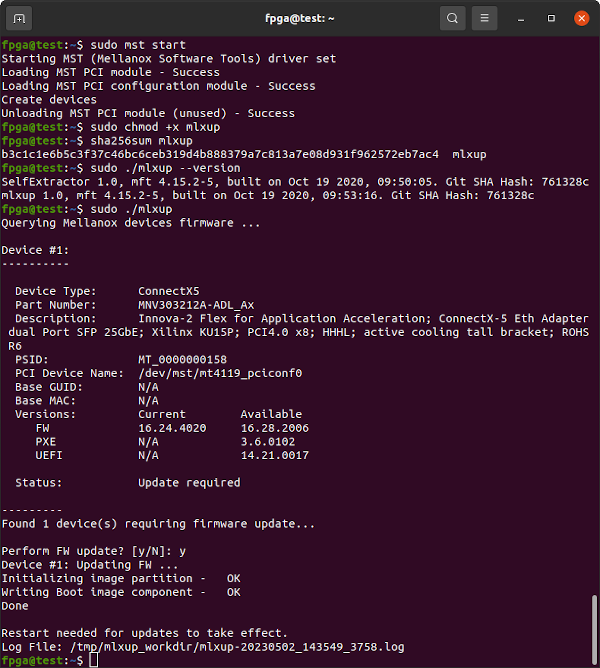 fpga@test: ~
fpga@test:~$ sudo mst start
Starting MST (Mellanox Software Tools) driver set
Loading MST PCI module - Success
Loading MST PCI configuration module - Success
Create devices
Unloading MST PCI module (unused) - Success
fpga@test:~$ sudo chmod +x mlxup
fpga@test:~$ sha256sum mlxup
b3c1c1e6b5c3f37c46bc6ceb319d4b888379a7c813a7e08d931f962572eb7ac4  mlxup
fpga@test:~$ sudo ./mlxup --version
SelfExtractor 1.0, mft 4.15.2-5, built on Oct 19 2020, 09:50:05. Git SHA Hash: 761328c
mlxup 1.0, mft 4.15.2-5, built on Oct 19 2020, 09:53:16. Git SHA Hash: 761328c
fpga@test:~$ sudo ./mlxup
Querying Mellanox devices firmware ...
Device #1:
----------
Device Type:      ConnectX5
Part Number:      MNV303212A-ADL_Ax
Description:      Innova-2 Flex for Application Acceleration; ConnectX-5 Eth Adapter
dual Port SFP 25GbE; Xilinx KU15P; PCI4.0 x8; HHHL; active cooling tall bracket; ROHS
R6
PSID:             MT_0000000158
PCI Device Name:  /dev/mst/mt4119_pciconf0
Base GUID:        N/A
Base MAC:         N/A
Versions:         Current        Available
FW             16.24.4020     16.28.2006
PXE            N/A            3.6.0102
UEFI           N/A            14.21.0017
Status:           Update required
---------
Found 1 device(s) requiring firmware update...
Perform FW update? [y/N]: y
Device #1: Updating FW ...
Initializing image partition -   OK
Writing Boot image component -   OK
Done
Restart needed for updates to take effect.
Log File: /tmp/mlxup_workdir/mlxup-20230502_143549_3758.log
fpga@test:~$